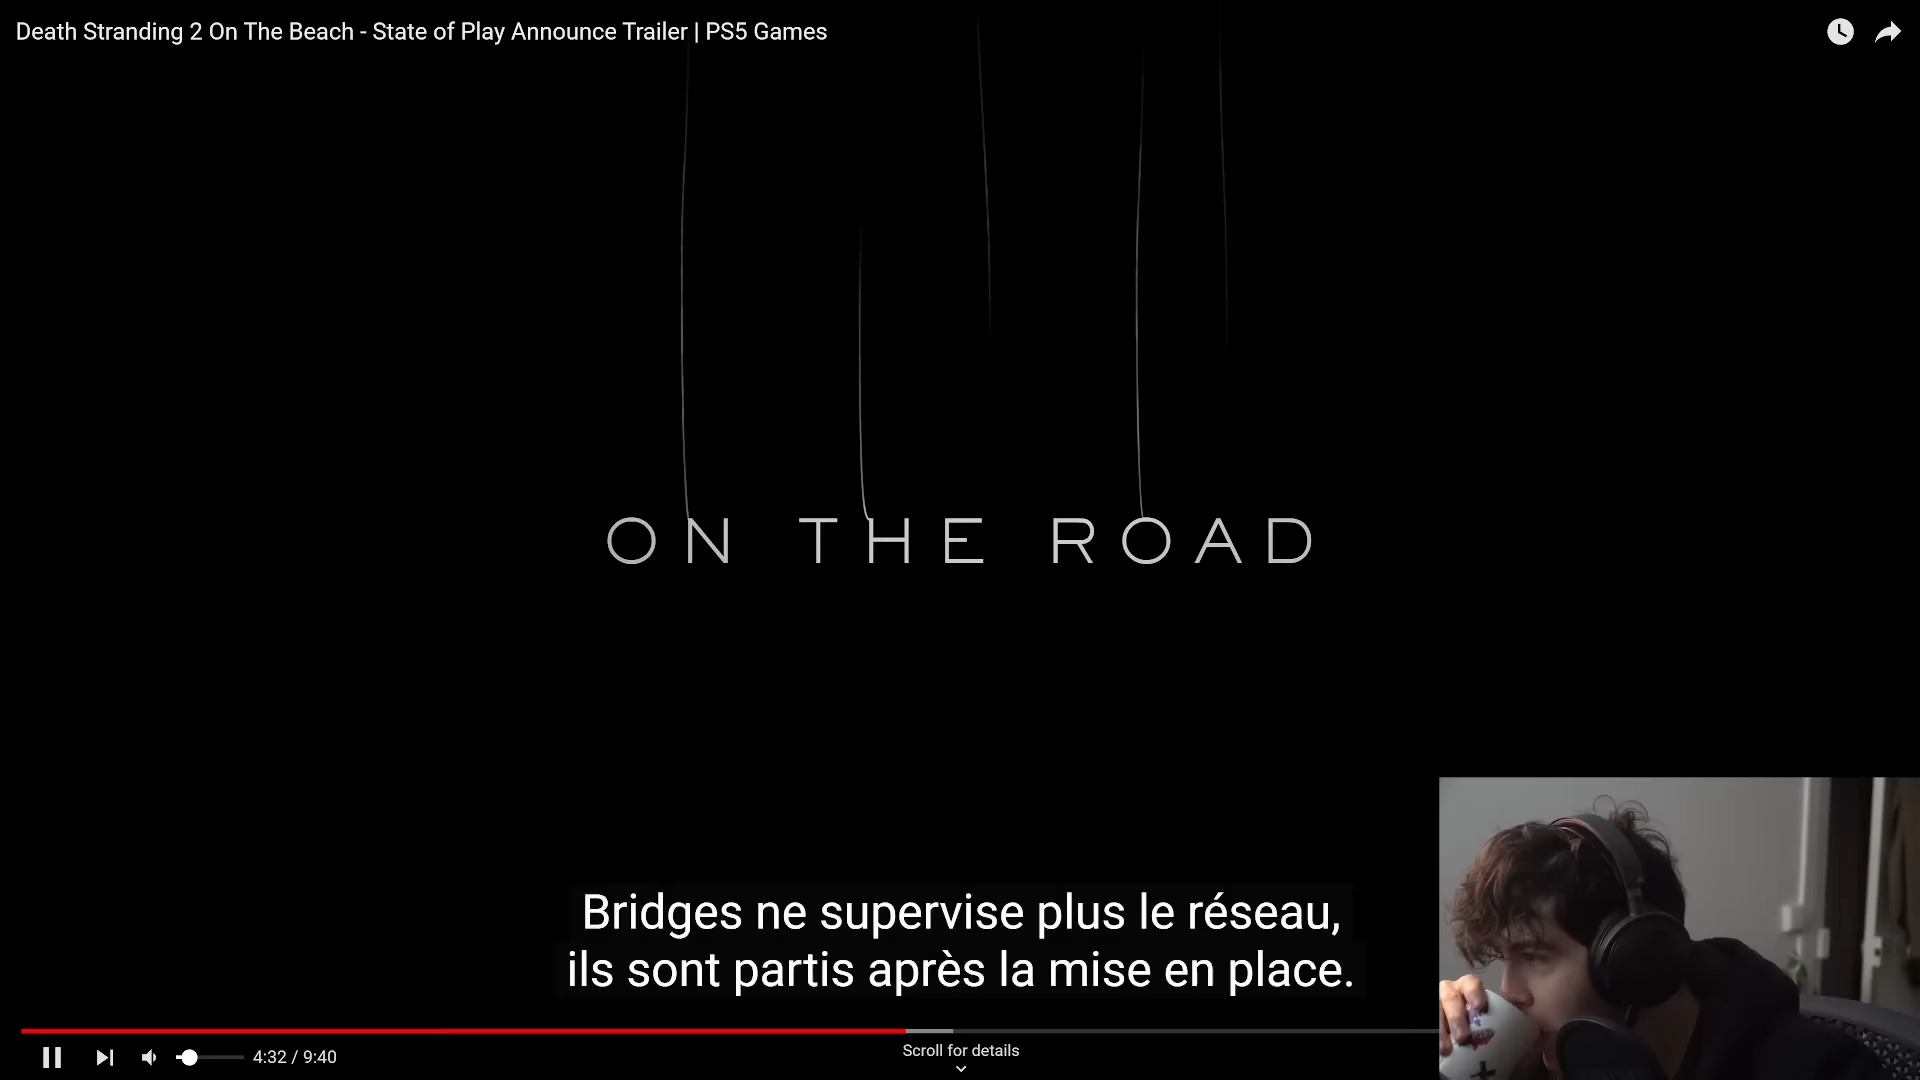 Death Stranding 2 On The Beach - State of Play Announce Trailer | PS5 Games
ON THE ROAD
Bridges ne supervise plus le réseau,
ils sont partis après la mise en place.
4:32 / 9:40
Scroll for details